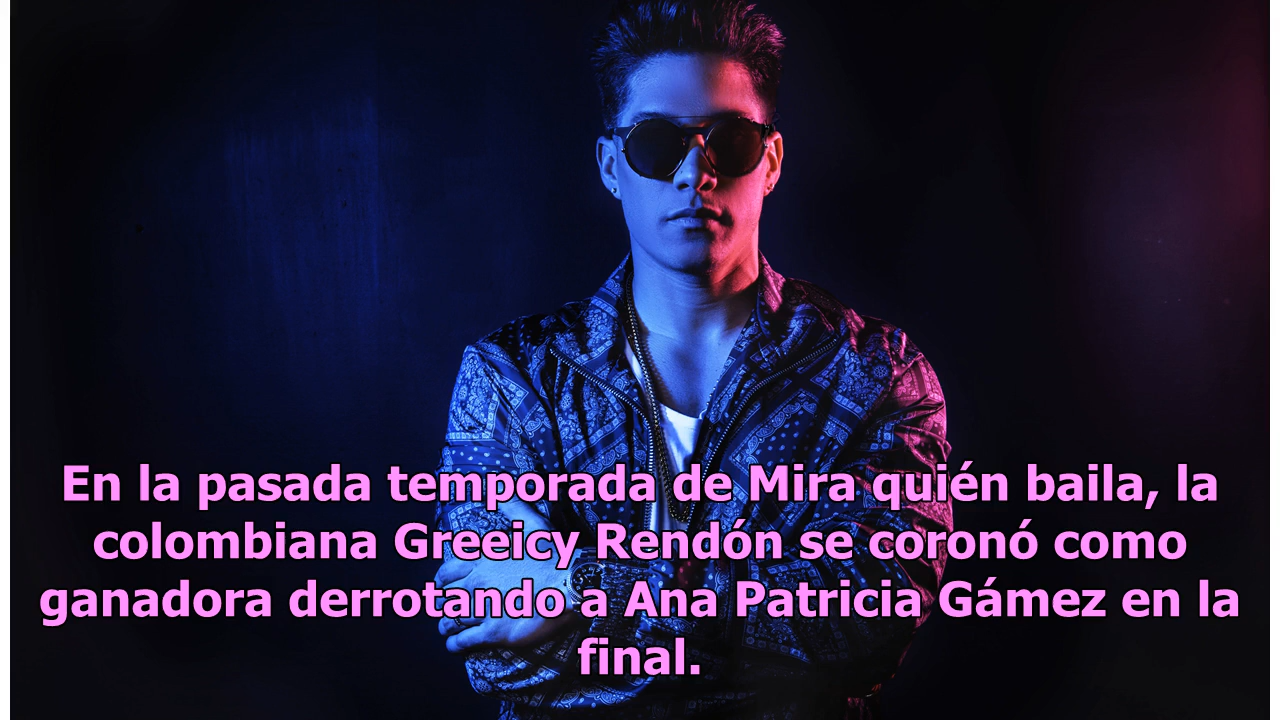 En la pasada temporada de Mira quién baila, la
colombiana Greeicy Rendón se coronó como
ganadora derrotando a Ana Patricia Gámez en la
final.